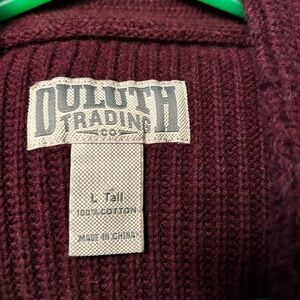 DULUTH
TRADING
CO
L Tall
100% COTTON
MADE IN CHINA